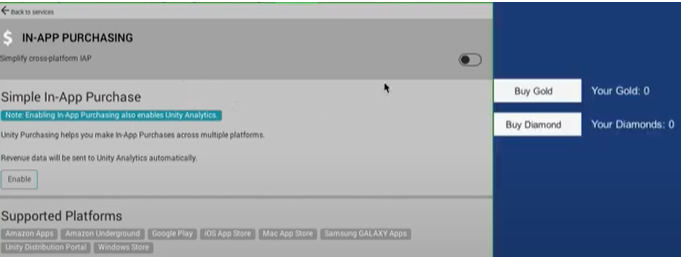 Back to services
$ IN-APP PURCHASING
Simplify cross-platform IAP
Simple In-App Purchase
Note: Enabling In-App Purchasing also enables Unity Analytics.
Unity Purchasing helps you make In-App Purchases across multiple platforms.
Revenue data will be sent to Unity Analytics automatically.
Enable
Supported Platforms
Amazon Apps Amazon Underground Google Play iOS App Store Mac App Store Samsung GALAXY Apps
Unity Distribution Portal Windows Store
Buy Gold Your Gold: 0
Buy Diamond Your Diamonds: 0